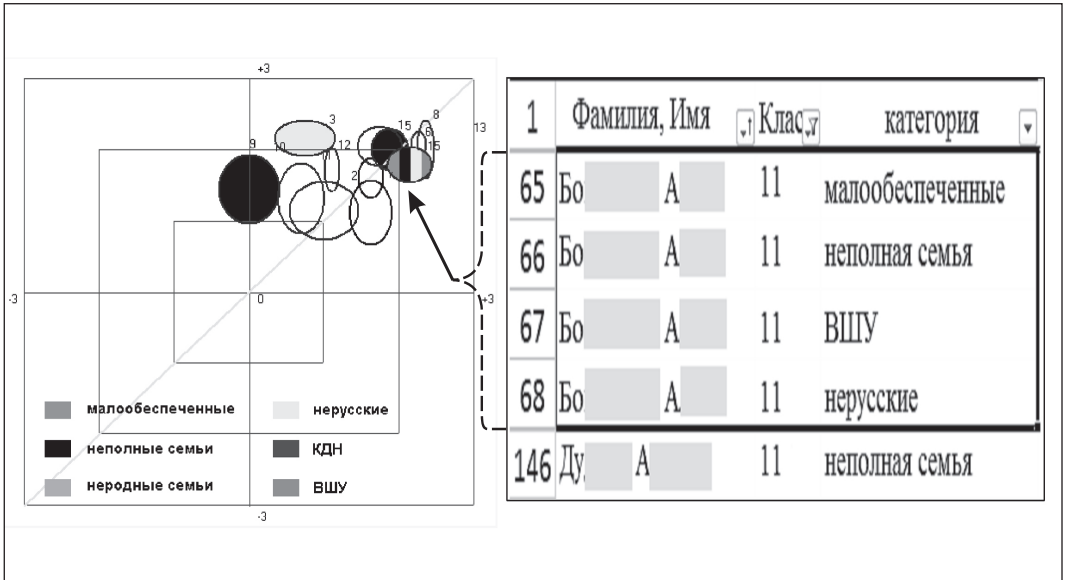 +3
3
8
13
15
6
12
9
10
15
2
-3
0
+3
малообеспеченные
нерусские
неполные семьи
КДН
неродные семьи
ВШУ
-3
1 Фамилия, Имя Клас категория
65 Бо А 11 малообеспеченные
66 Бо А 11 неполная семья
67 Бо А 11 ВШУ
68 Бо А 11 нерусские
146 Ду А 11 неполная семья